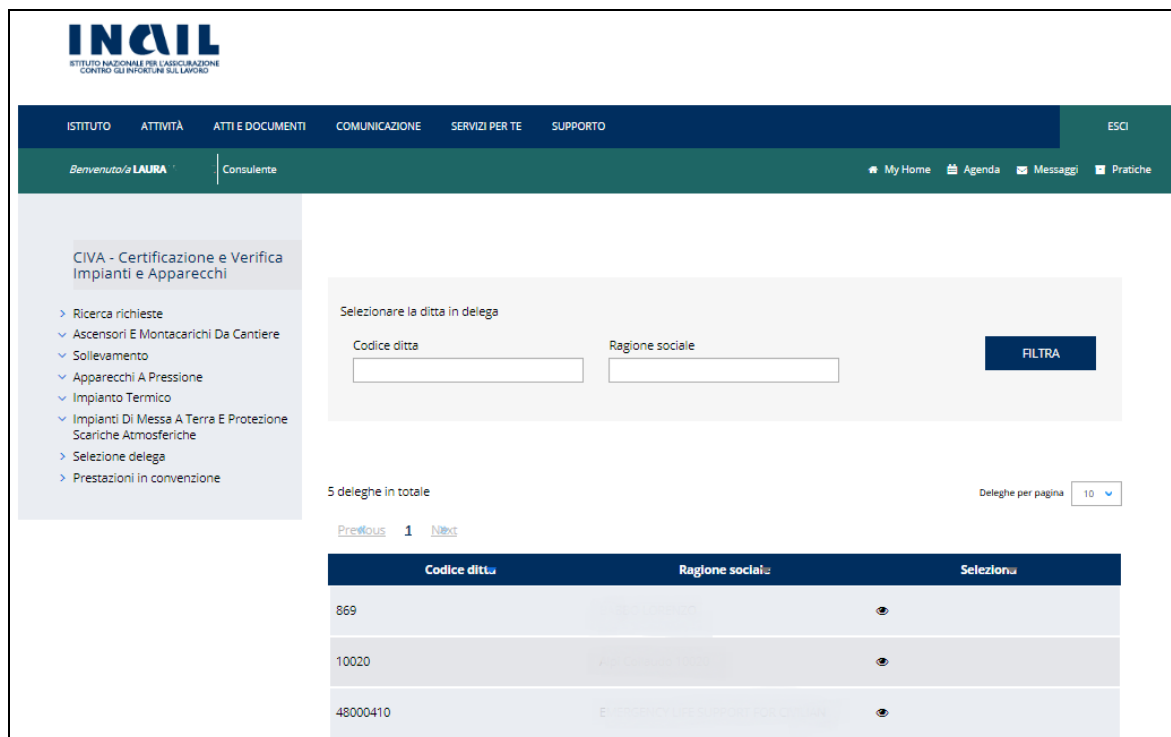 INAIL
ISTITUTO NAZIONALE PER L'ASSICURAZIONE
CONTRO GLI INFORTUNI SUL LAVORO
ISTITUTO ATTIVITÀ ATTI E DOCUMENTI COMUNICAZIONE SERVIZI PER TE SUPPORTO ESCI
Benvenuto/a LAURA Consulente My Home Agenda Messaggi Pratiche
CIVA - Certificazione e Verifica
Impianti e Apparecchi
Ricerca richieste
Ascensori E Montacarichi Da Cantiere
Sollevamento
Apparecchi A Pressione
Impianto Termico
Impianti Di Messa A Terra E Protezione
Scariche Atmosferiche
Selezione delega
Prestazioni in convenzione
Selezionare la ditta in delega
Codice ditta Ragione sociale
FILTRA
5 deleghe in totale Deleghe per pagina 10
Previous 1 Next
Codice ditta Ragione sociale Seleziona
869
10020
48000410